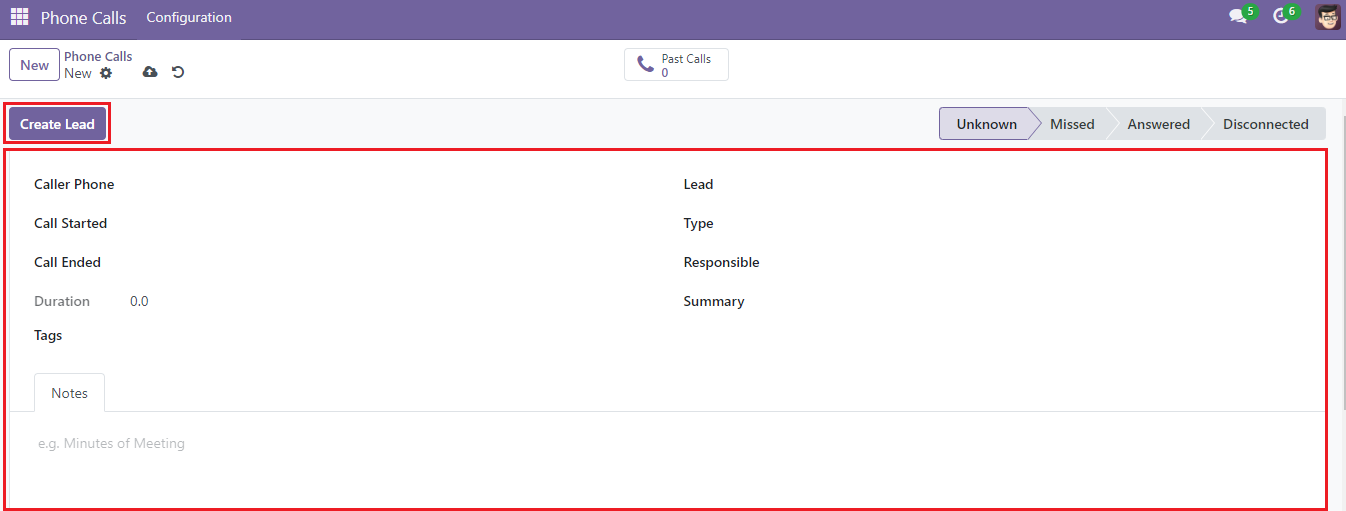 Phone Calls Configuration 5 6
New Phone Calls Past Calls
New 0
Create Lead Unknown Missed Answered Disconnected
Caller Phone Lead
Call Started Type
Call Ended Responsible
Duration 0.0 Summary
Tags
Notes
e.g. Minutes of Meeting